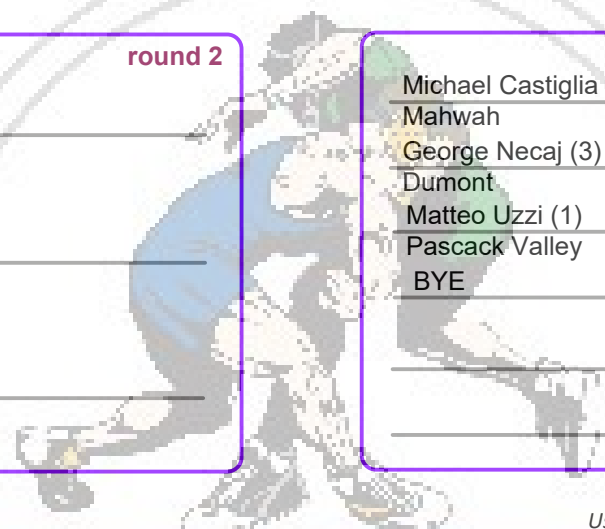 round 2
Michael Castiglia
Mahwah
George Necaj (3)
Dumont
Matteo Uzzi (1)
Pascack Valley
BYE